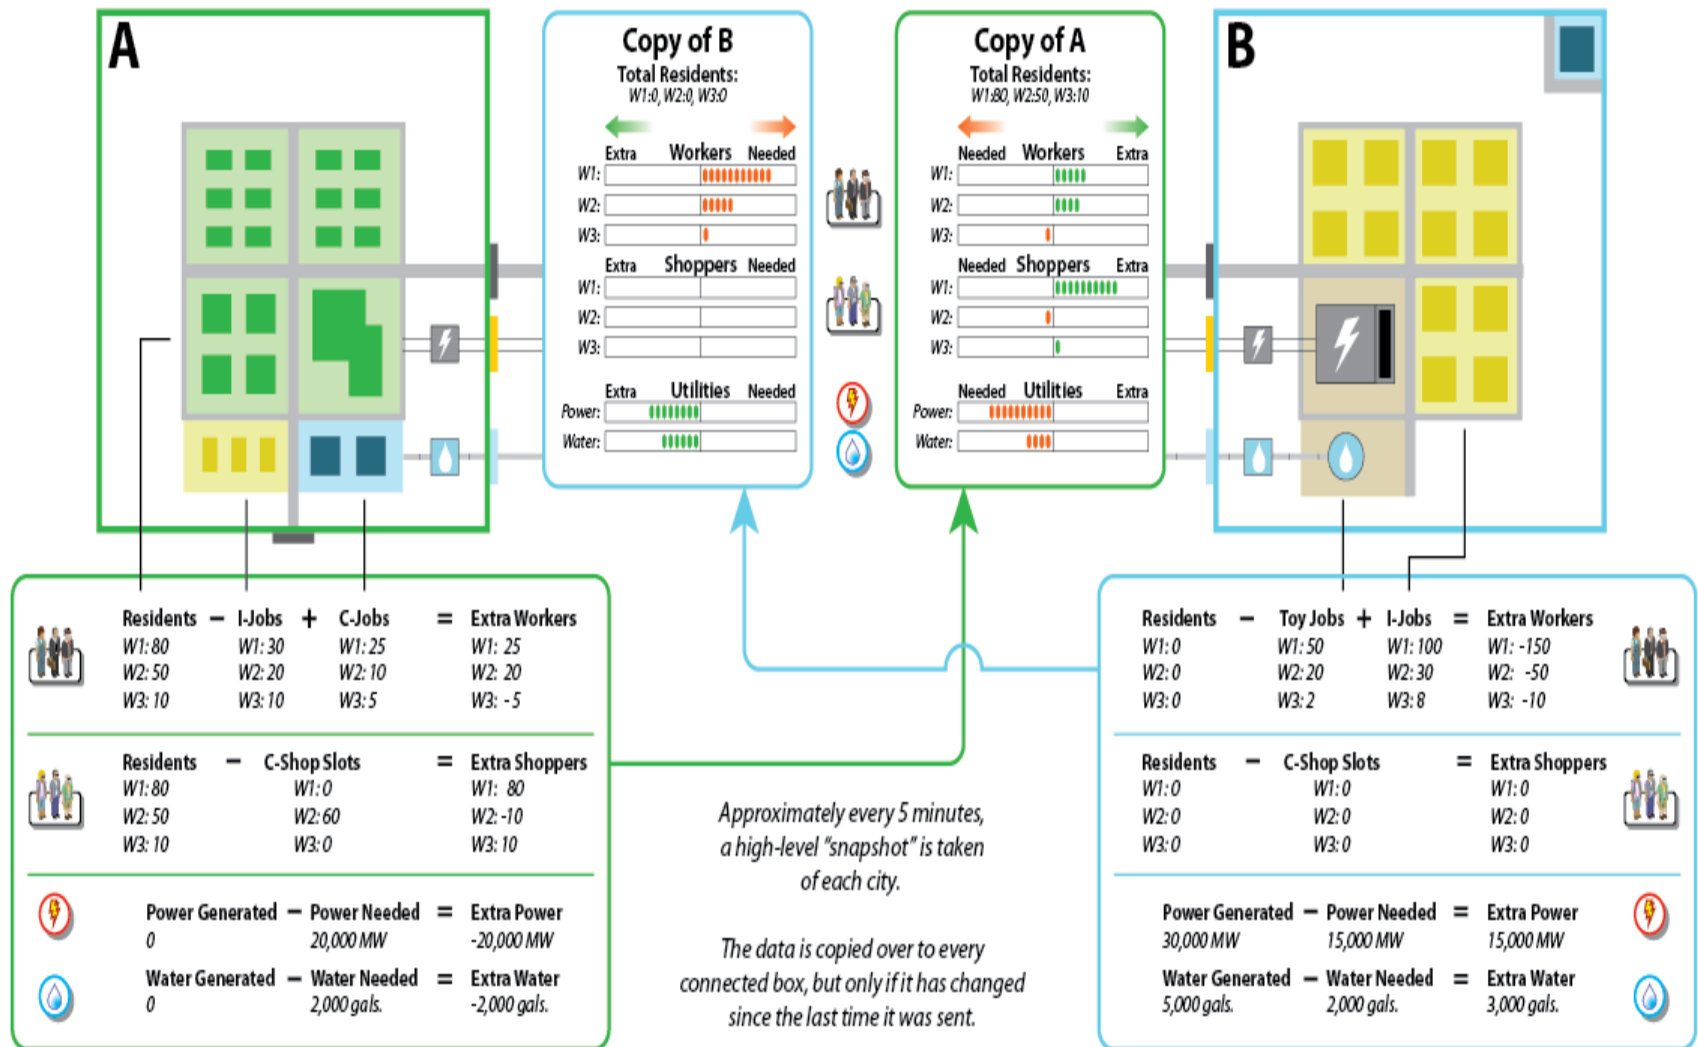 A
Copy of B
Total Residents:
W1:0, W2:0, W3:0
Extra Workers Needed
W1:
W2:
W3:
Extra Shoppers Needed
W1:
W2:
W3:
Extra Utilities Needed
Power:
Water:
Copy of A
Total Residents:
W1:80, W2:50, W3:10
Needed Workers Extra
W1:
W2:
W3:
Needed Shoppers Extra
W1:
W2:
W3:
Needed Utilities Extra
Power:
Water:
B
Residents − I-Jobs + C-Jobs = Extra Workers
W1: 80 W1: 30 W1: 25 W1: 25
W2: 50 W2: 20 W2: 10 W2: 20
W3: 10 W3: 10 W3: 5 W3: -5
Residents − C-Shop Slots = Extra Shoppers
W1: 80 W1: 0 W1: 80
W2: 50 W2: 60 W2: -10
W3: 10 W3: 0 W3: 10
Power Generated − Power Needed = Extra Power
0 20,000 MW -20,000 MW
Water Generated − Water Needed = Extra Water
0 2,000 gals. -2,000 gals.
Approximately every 5 minutes,
a high-level "snapshot" is taken
of each city.
The data is copied over to every
connected box, but only if it has changed
since the last time it was sent.
Residents − Toy Jobs + I-Jobs = Extra Workers
W1: 0 W1: 50 W1: 100 W1: -150
W2: 0 W2: 20 W2: 30 W2: -50
W3: 0 W3: 2 W3: 8 W3: -10
Residents − C-Shop Slots = Extra Shoppers
W1: 0 W1: 0 W1: 0
W2: 0 W2: 0 W2: 0
W3: 0 W3: 0 W3: 0
Power Generated − Power Needed = Extra Power
30,000 MW 15,000 MW 15,000 MW
Water Generated − Water Needed = Extra Water
5,000 gals. 2,000 gals. 3,000 gals.